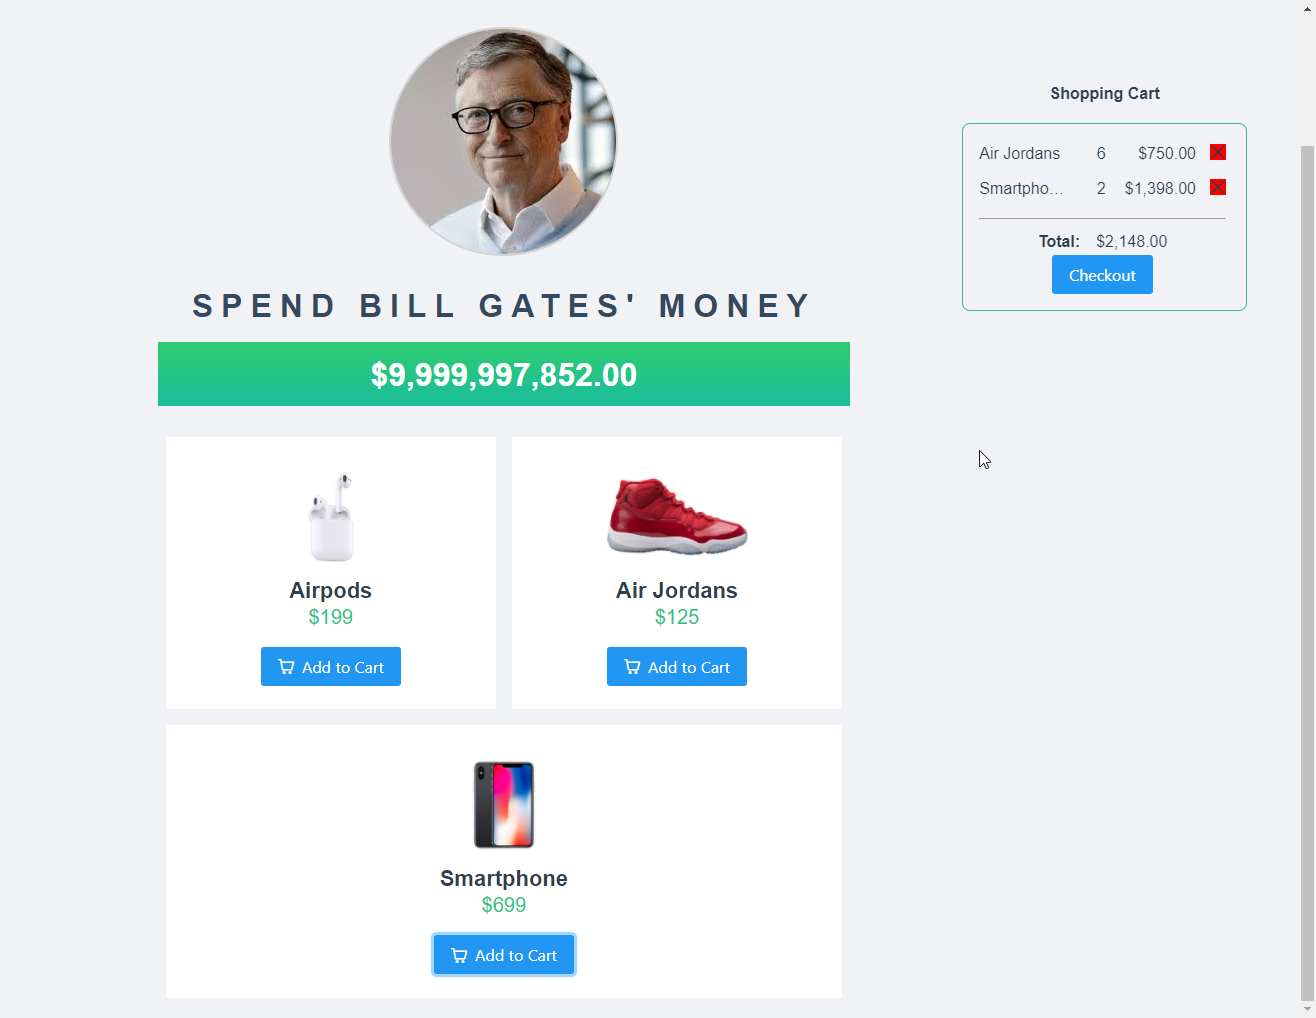 Shopping Cart
Air Jordans 6 $750.00
Smartpho... 2 $1,398.00
Total: $2,148.00
Checkout
SPEND BILL GATES' MONEY
$9,999,997,852.00
Airpods
$199
Add to Cart
Air Jordans
$125
Add to Cart
Smartphone
$699
Add to Cart